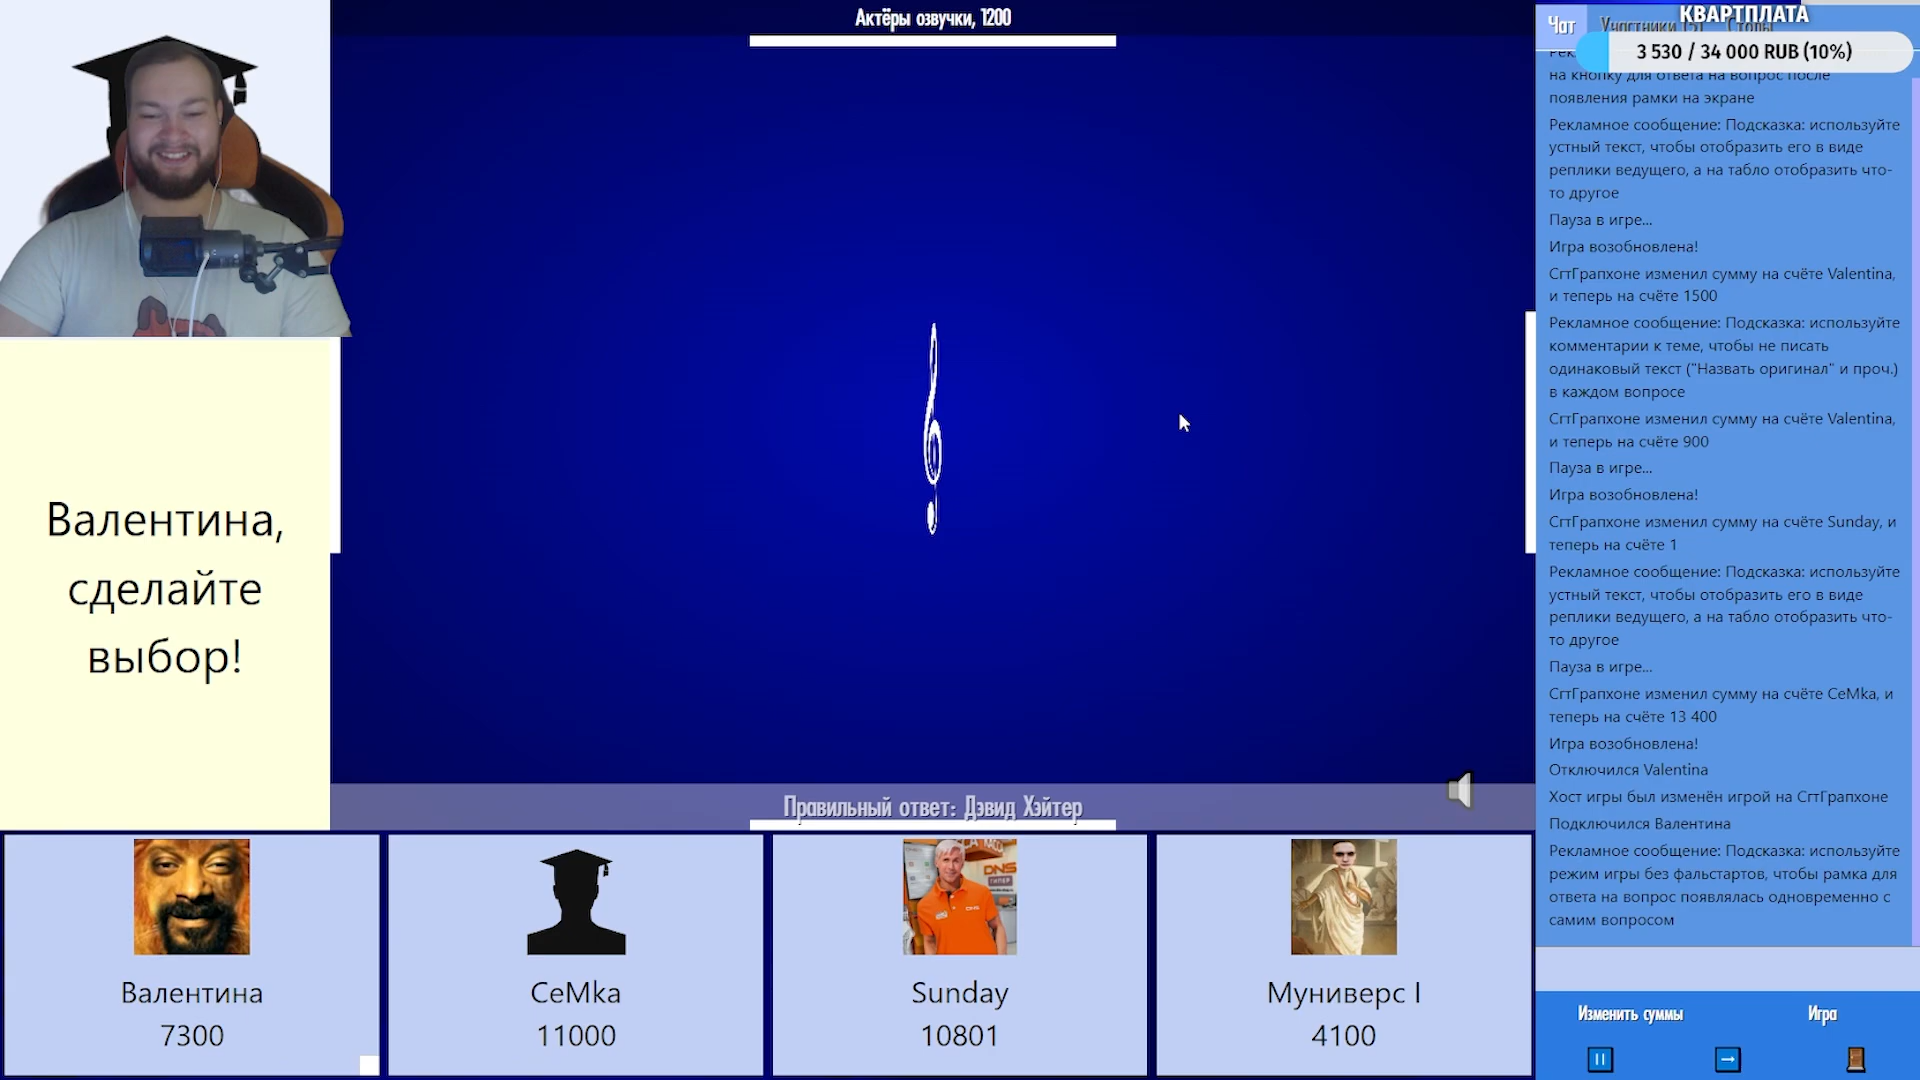 Актёры озвучки, 1200
Валентина,
сделайте
выбор!
Правильный ответ: Дэвид Хэйтер
Валентина
7300
CeMka
11000
DNS
ГИПЕР
Sunday
10801
Муниверс I
4100
КВАРТПЛАТА
Чат
Участники (5)
Столы
3 530 / 34 000 RUB (10%)
на кнопку для ответа на вопрос после
появления рамки на экране
Рекламное сообщение: Подсказка: используйте
устный текст, чтобы отобразить его в виде
реплики ведущего, а на табло отобразить что-
то другое
Пауза в игре...
Игра возобновлена!
СгтГрапхоне изменил сумму на счёте Valentina,
и теперь на счёте 1500
Рекламное сообщение: Подсказка: используйте
комментарии к теме, чтобы не писать
одинаковый текст ("Назвать оригинал" и проч.)
в каждом вопросе
СгтГрапхоне изменил сумму на счёте Valentina,
и теперь на счёте 900
Пауза в игре...
Игра возобновлена!
СгтГрапхоне изменил сумму на счёте Sunday, и
теперь на счёте 1
Рекламное сообщение: Подсказка: используйте
устный текст, чтобы отобразить его в виде
реплики ведущего, а на табло отобразить что-
то другое
Пауза в игре...
СгтГрапхоне изменил сумму на счёте CeMka, и
теперь на счёте 13 400
Игра возобновлена!
Отключился Valentina
Хост игры был изменён игрой на СгтГрапхоне
Подключился Валентина
Рекламное сообщение: Подсказка: используйте
режим игры без фальстартов, чтобы рамка для
ответа на вопрос появлялась одновременно с
самим вопросом
Изменить суммы
Игра